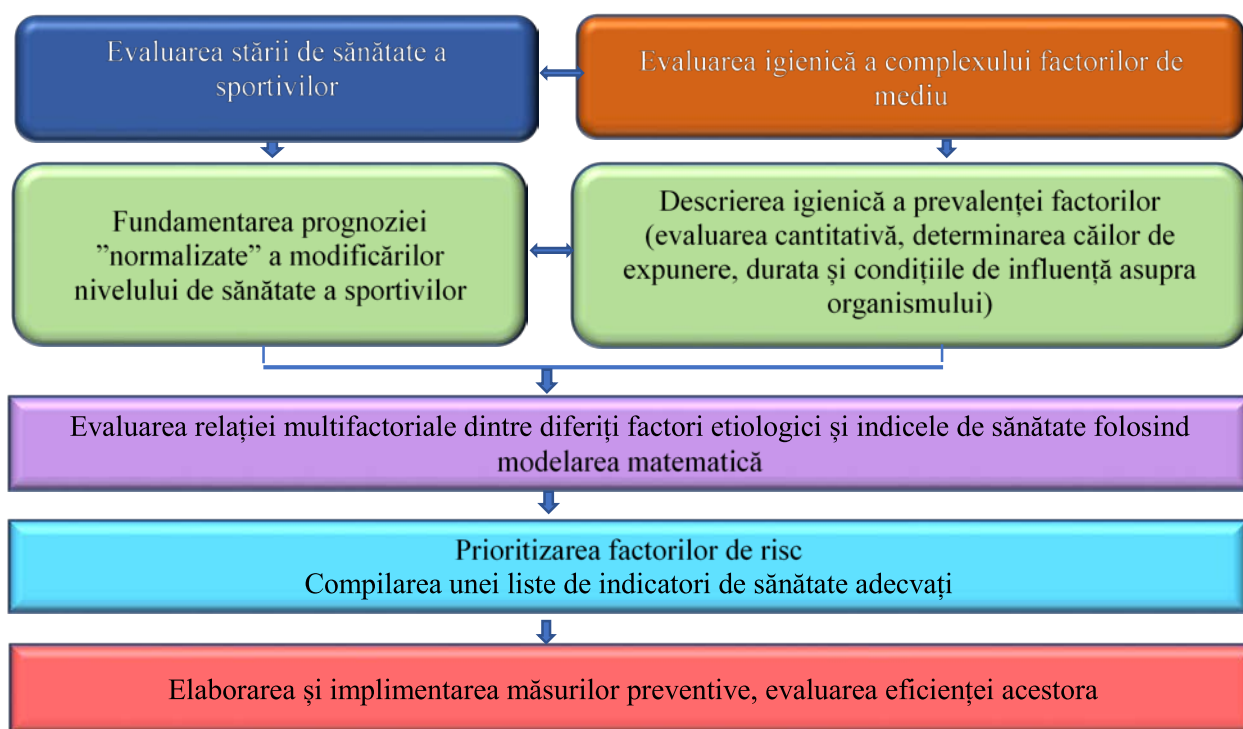 Evaluarea stării de sănătate a
sportivilor
Evaluarea igienică a complexului factorilor de
mediu
Fundamentarea prognoziei
”normalizate” a modificărilor
nivelului de sănătate a sportivilor
Descrierea igienică a prevalenței factorilor
(evaluarea cantitativă, determinarea căilor de
expunere, durata și condițiile de influență asupra
organismului)
Evaluarea relației multifactoriale dintre diferiți factori etiologici și indicele de sănătate folosind
modelarea matematică
Prioritizarea factorilor de risc
Compilarea unei liste de indicatori de sănătate adecvați
Elaborarea și implimentarea măsurilor preventive, evaluarea eficienței acestora